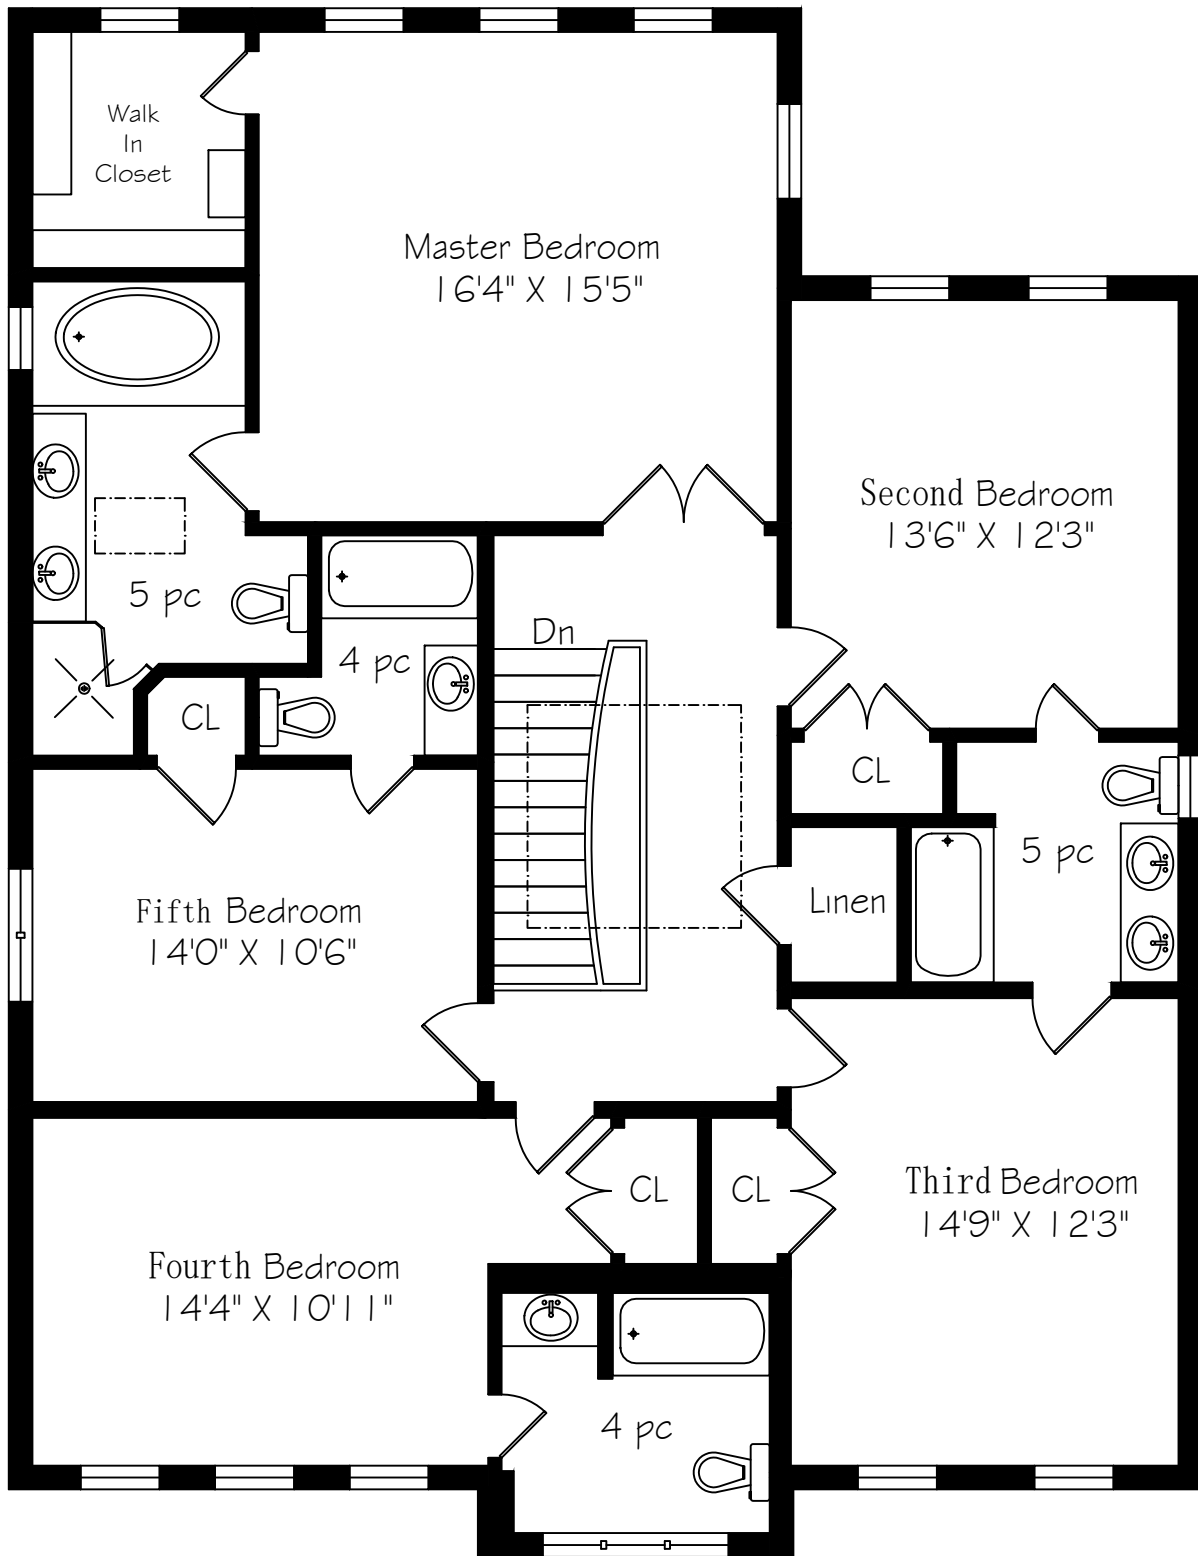 Walk
In
Closet
Master Bedroom
16'4" X 15'5"
Second Bedroom
13'6" X 12'3"
5 pc
Dn
4 pc
CL
CL
5 pc
Linen
Fifth Bedroom
14'0" X 10'6"
CL
CL
Third Bedroom
14'9" X 12'3"
Fourth Bedroom
14'4" X 10'11"
4 pc